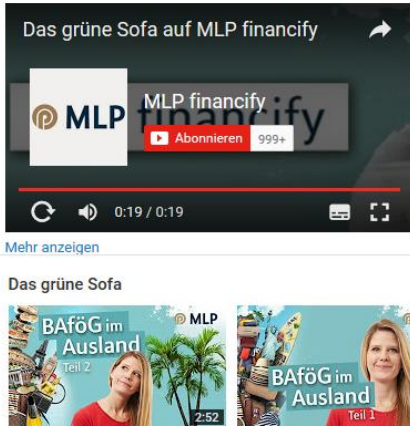 Das grüne Sofa auf MLP financify
MLP
MLP financify
financify
Abonnieren 999+
0:19 / 0:19
Mehr anzeigen
Das grüne Sofa
MLP
BAföG im
Ausland
Teil 2
2:52
BAföG im
Ausland
Teil 1